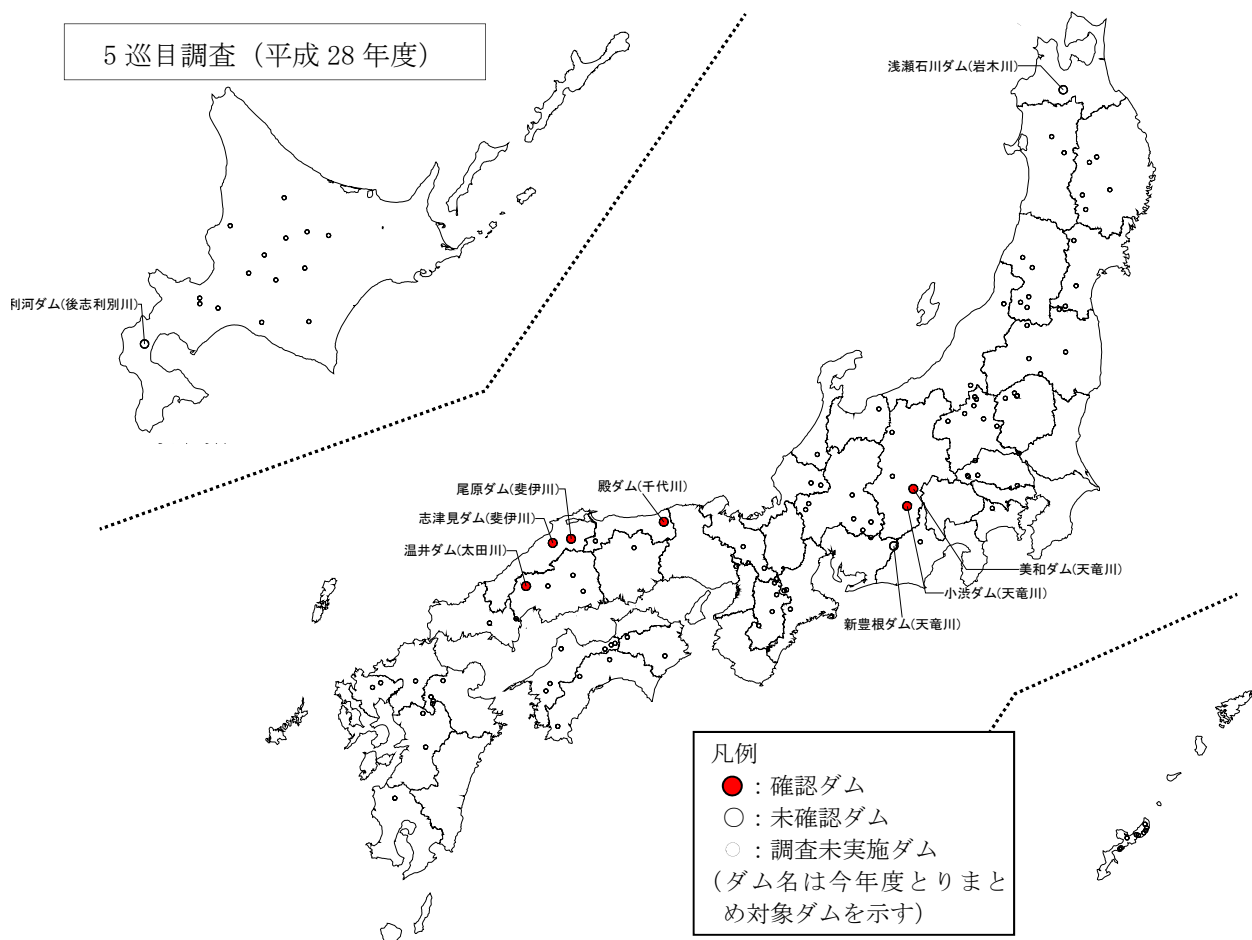 5 巡目調査（平成 28 年度）
浅瀬石川ダム(岩木川)
利河ダム(後志利別川)
尾原ダム(斐伊川)
殿ダム(千代川)
志津見ダム(斐伊川)
温井ダム(太田川)
美和ダム(天竜川)
小渋ダム(天竜川)
新豊根ダム(天竜川)
凡例
：確認ダム
：未確認ダム
：調査未実施ダム
（ダム名は今年度とりまと
め対象ダムを示す）